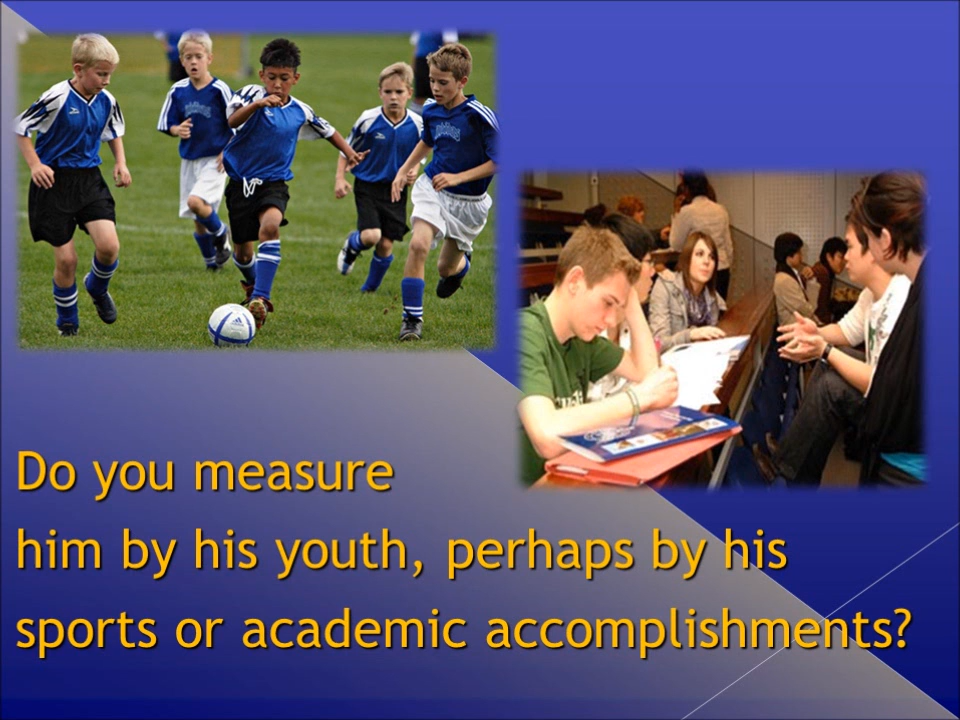 Do you measure
him by his youth, perhaps by his
sports or academic accomplishments?